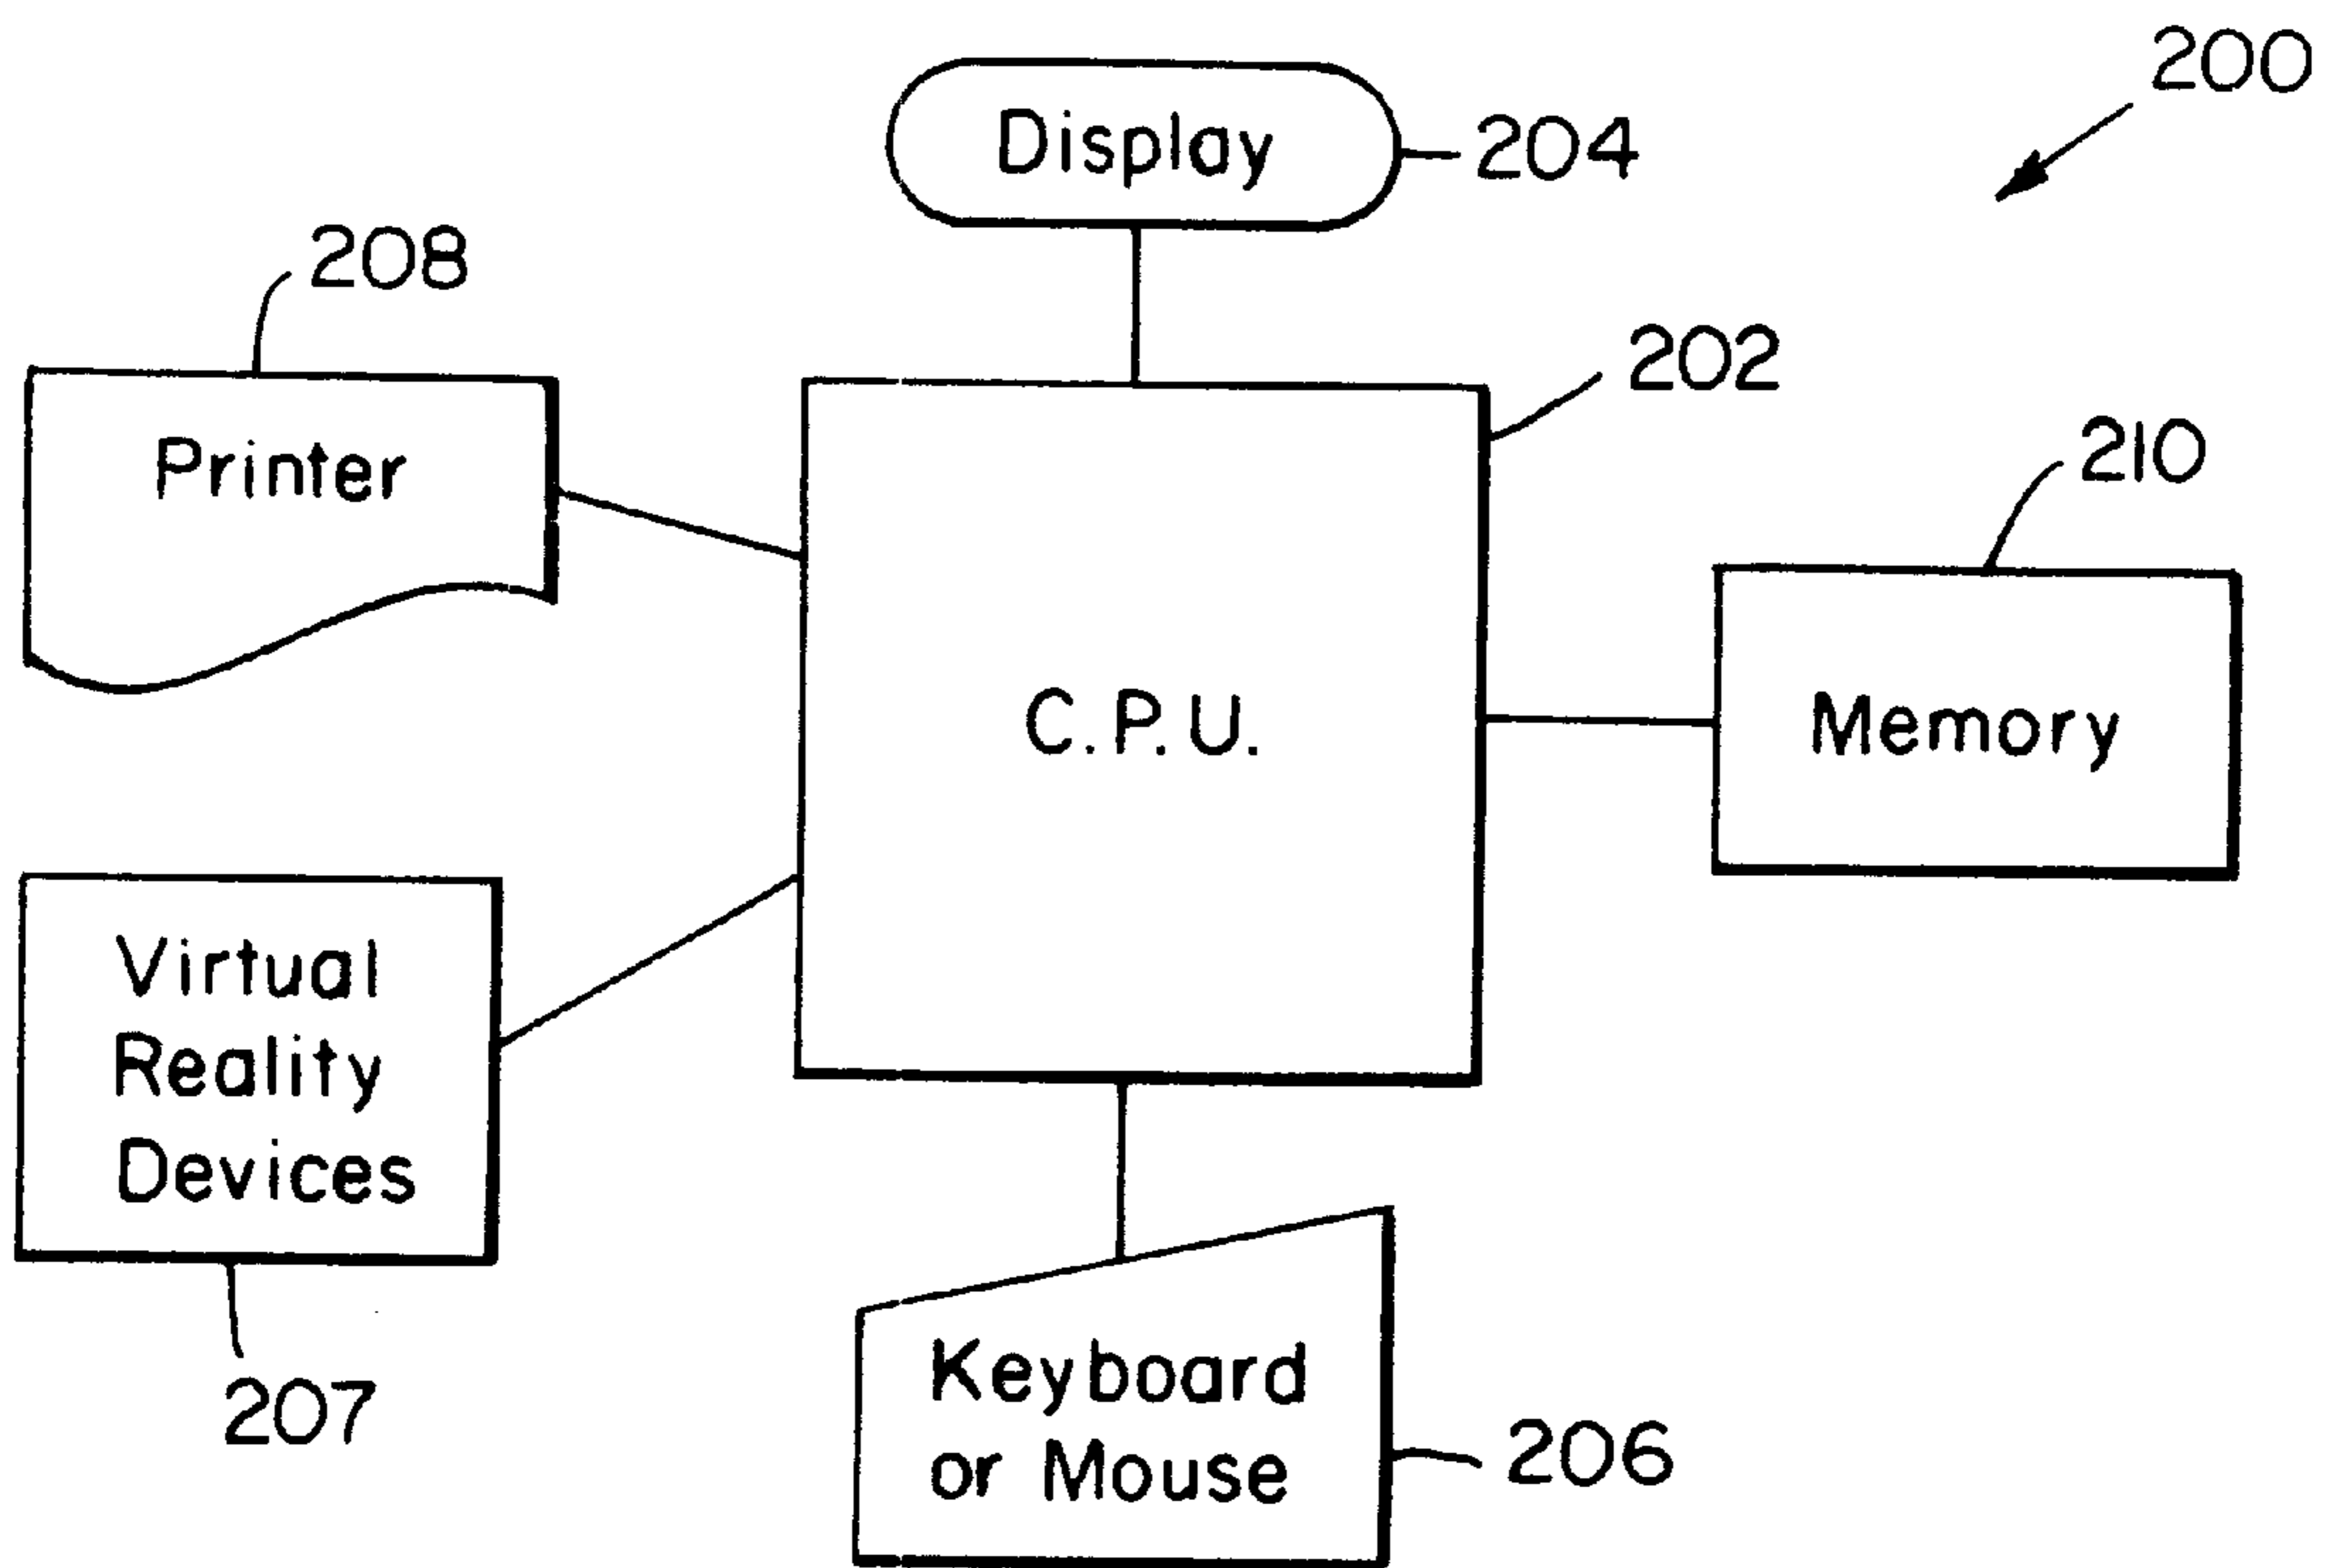 200
Display
204
208
202
Printer
210
C.P.U.
Memory
Virtual
Reality
Devices
207
Keyboard
or Mouse
206